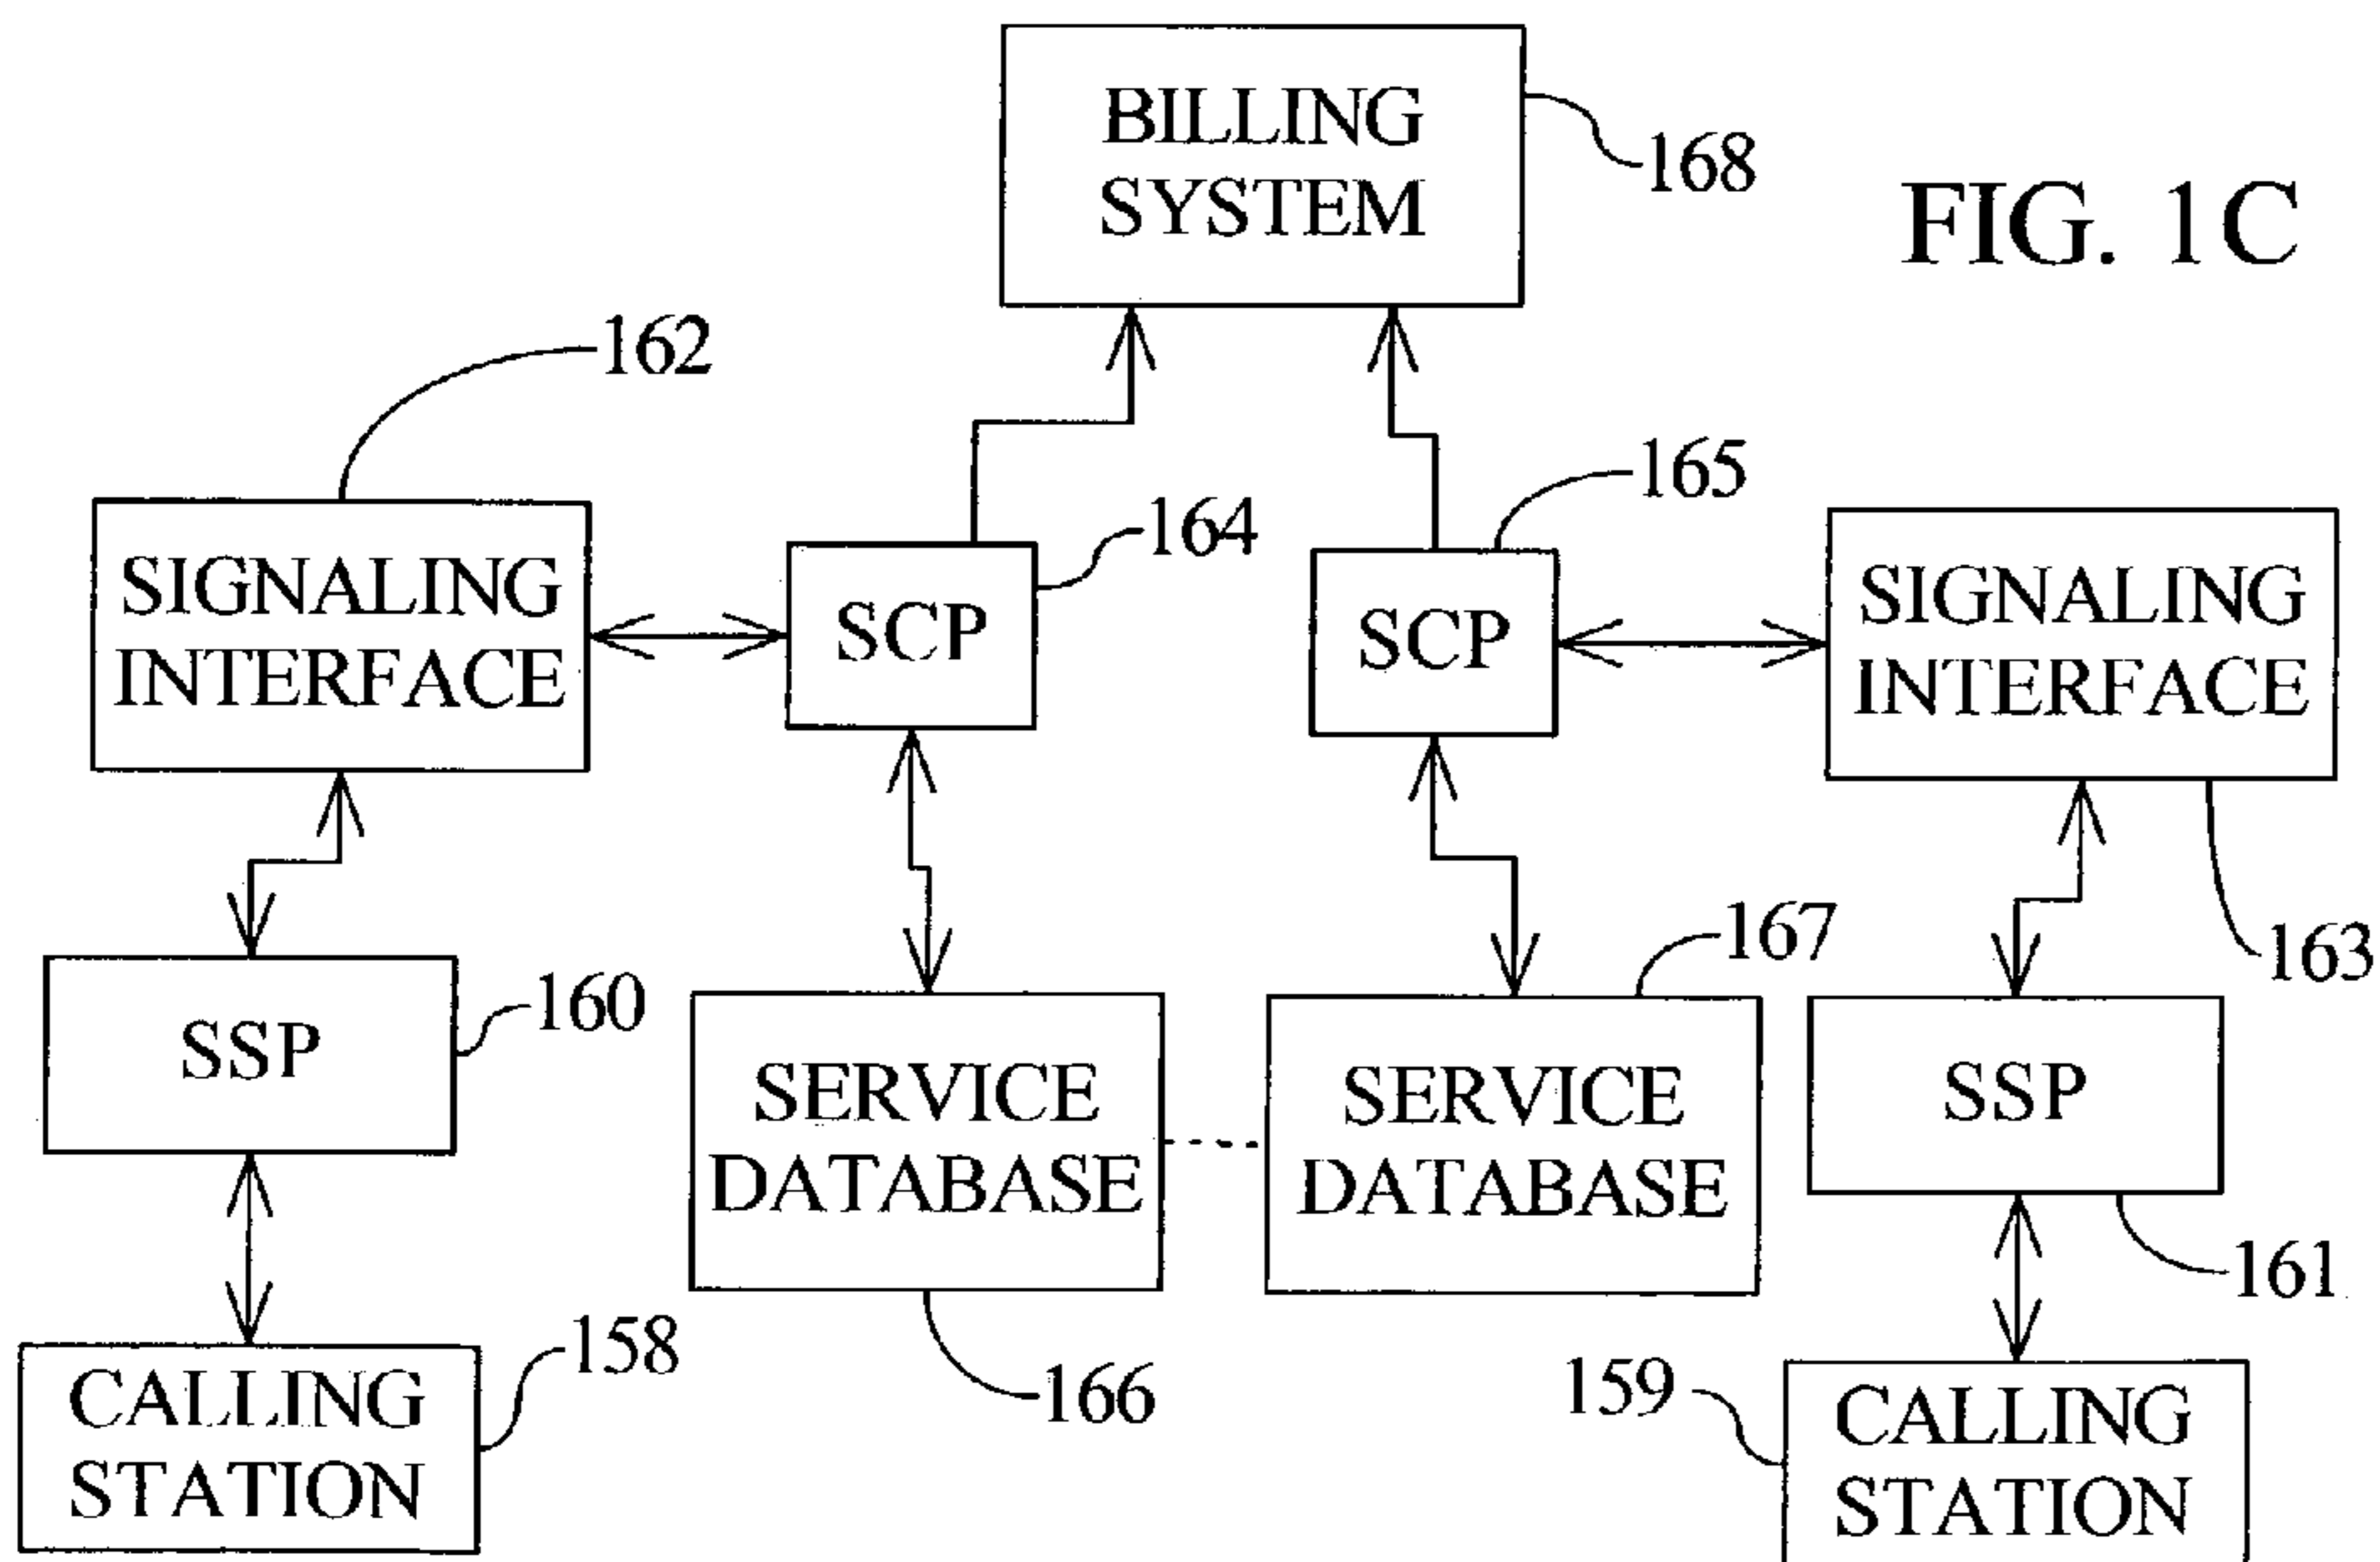 BILLING
SYSTEM
168
FIG. 1C
162
SIGNALING
INTERFACE
164
SCP
165
SCP
SIGNALING
INTERFACE
163
160
SSP
SERVICE
DATABASE
166
167
SERVICE
DATABASE
SSP
161
158
CALLING
STATION
159
CALLING
STATION